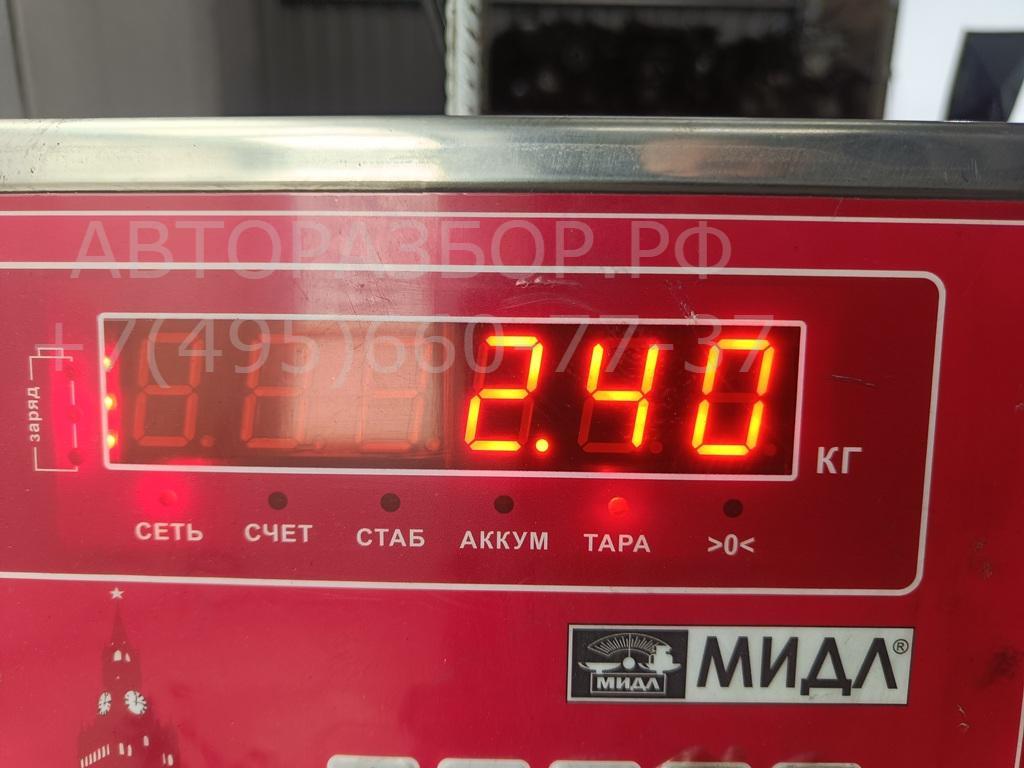 АВТОРАЗБОР.РФ
+7(495)660-77-37
заряд
2.40
КГ
СЕТЬ СЧЕТ СТАБ АККУМ ТАРА >0<
МИДЛ МИДЛ®